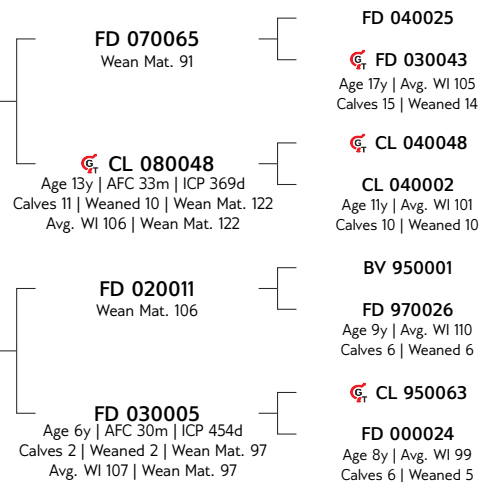 FD 070065
Wean Mat. 91
GT CL 080048
Age 13y | AFC 33m | ICP 369d
Calves 11 | Weaned 10 | Wean Mat. 122
Avg. WI 106 | Wean Mat. 122
FD 020011
Wean Mat. 106
FD 030005
Age 6y | AFC 30m | ICP 454d
Calves 2 | Weaned 2 | Wean Mat. 97
Avg. WI 107 | Wean Mat. 97
FD 040025
GT FD 030043
Age 17y | Avg. WI 105
Calves 15 | Weaned 14
GT CL 040048
CL 040002
Age 11y | Avg. WI 101
Calves 10 | Weaned 10
BV 950001
FD 970026
Age 9y | Avg. WI 110
Calves 6 | Weaned 6
GT CL 950063
FD 000024
Age 8y | Avg. WI 99
Calves 6 | Weaned 5